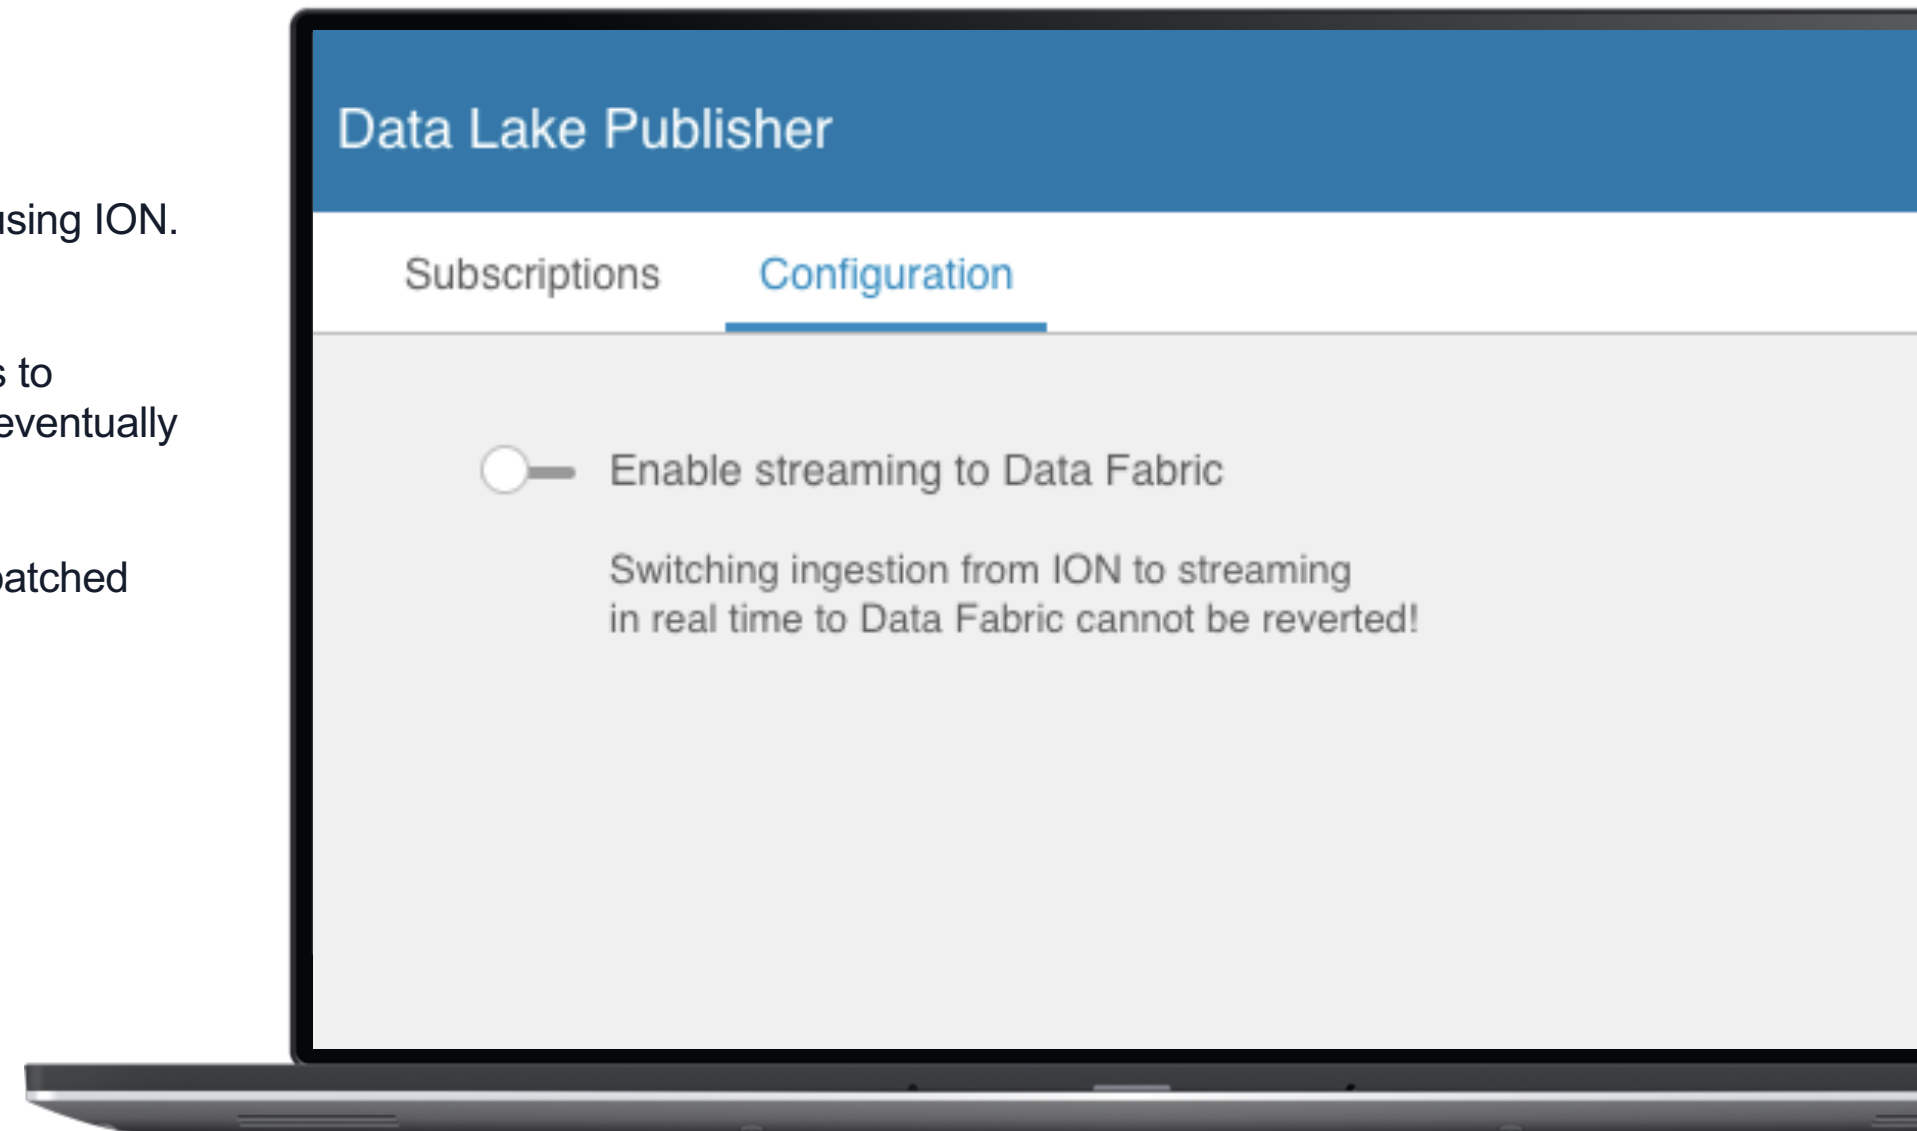 using ION.
s to
eventually
batched
Data Lake Publisher
Subscriptions Configuration
Enable streaming to Data Fabric
Switching ingestion from ION to streaming
in real time to Data Fabric cannot be reverted!